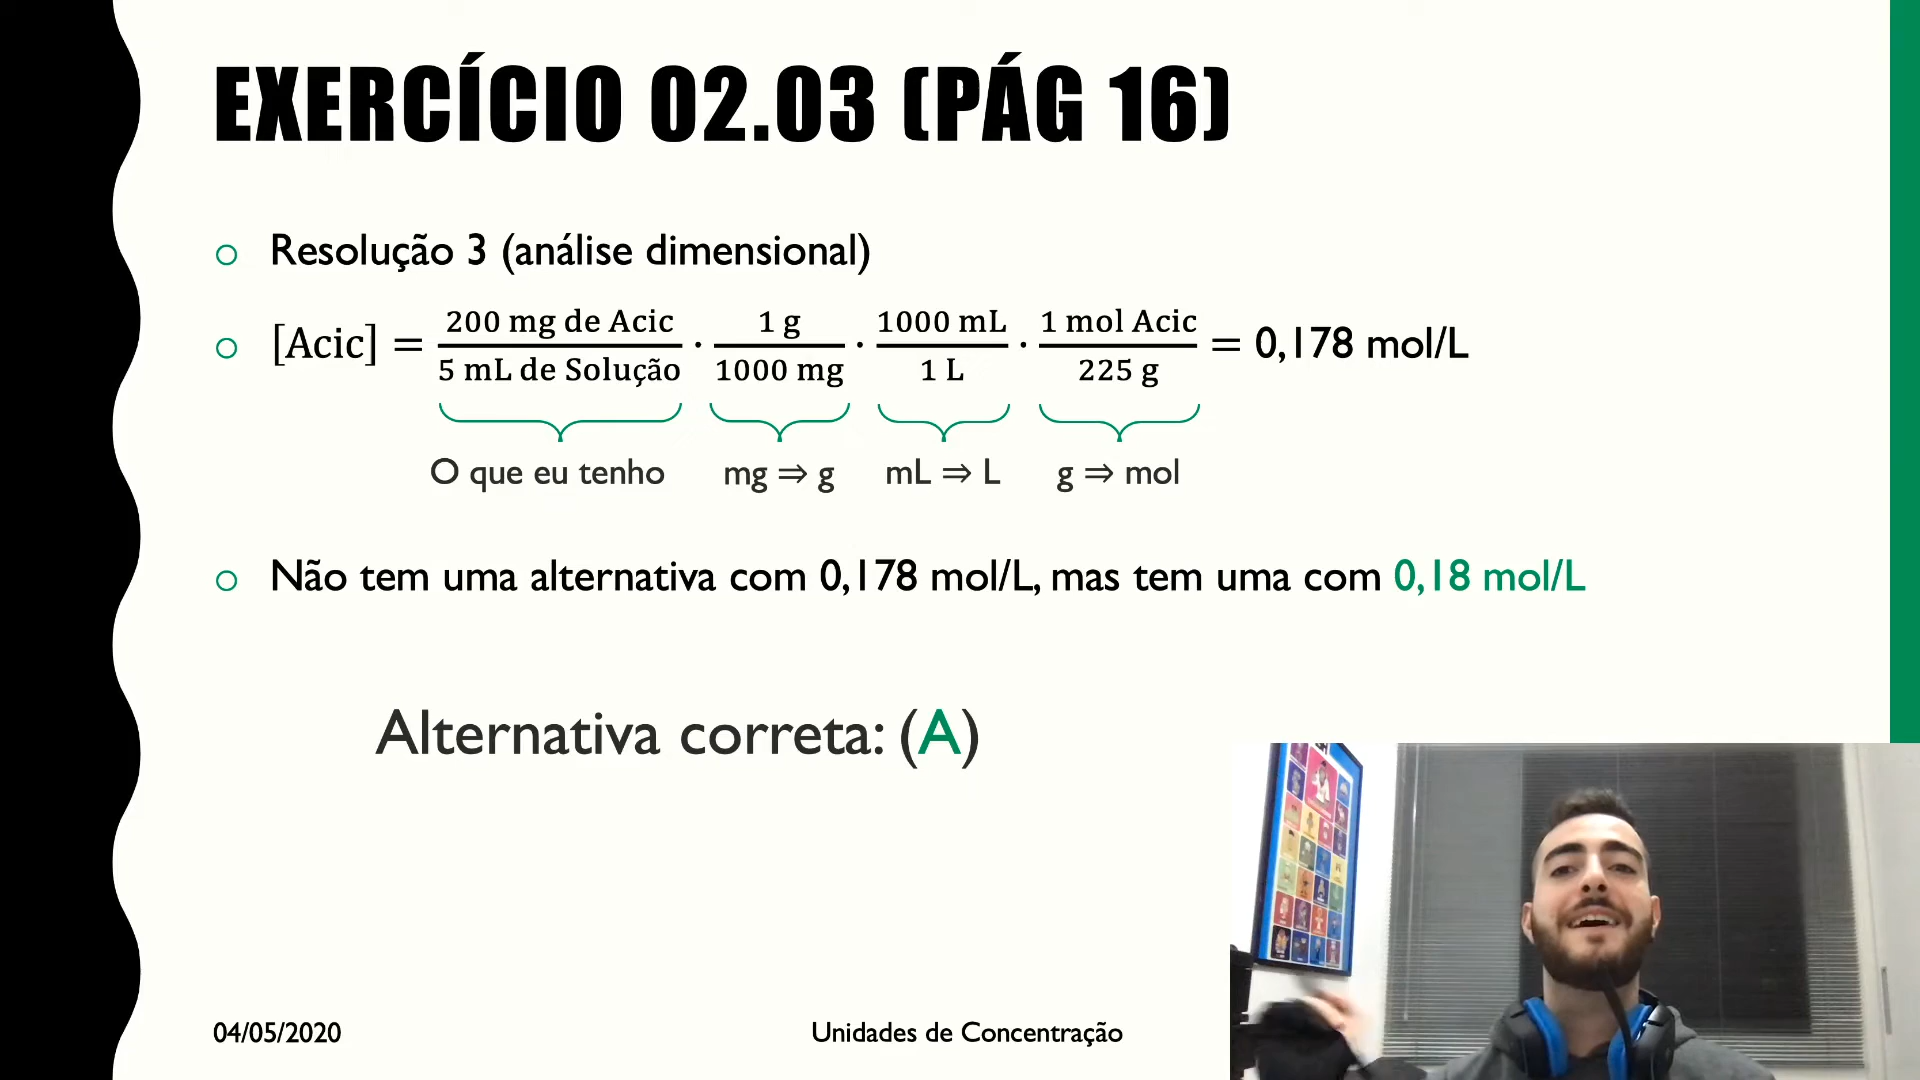 EXERCÍCIO 02.03 (PÁG 16)
Resolução 3 (análise dimensional)
[Acic] = 200 mg de Acic / 5 mL de Solução · 1 g / 1000 mg · 1000 mL / 1 L · 1 mol Acic / 225 g = 0,178 mol/L
O que eu tenho mg ⇒ g mL ⇒ L g ⇒ mol
Não tem uma alternativa com 0,178 mol/L, mas tem uma com 0,18 mol/L
Alternativa correta: (A)
04/05/2020 Unidades de Concentração